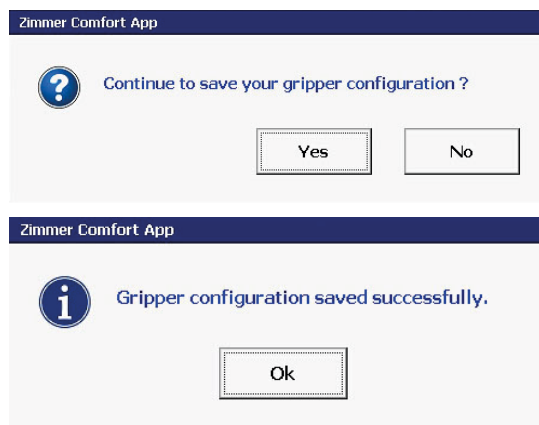 Zimmer Comfort App
Continue to save your gripper configuration ?
Yes No
Zimmer Comfort App
Gripper configuration saved successfully.
Ok